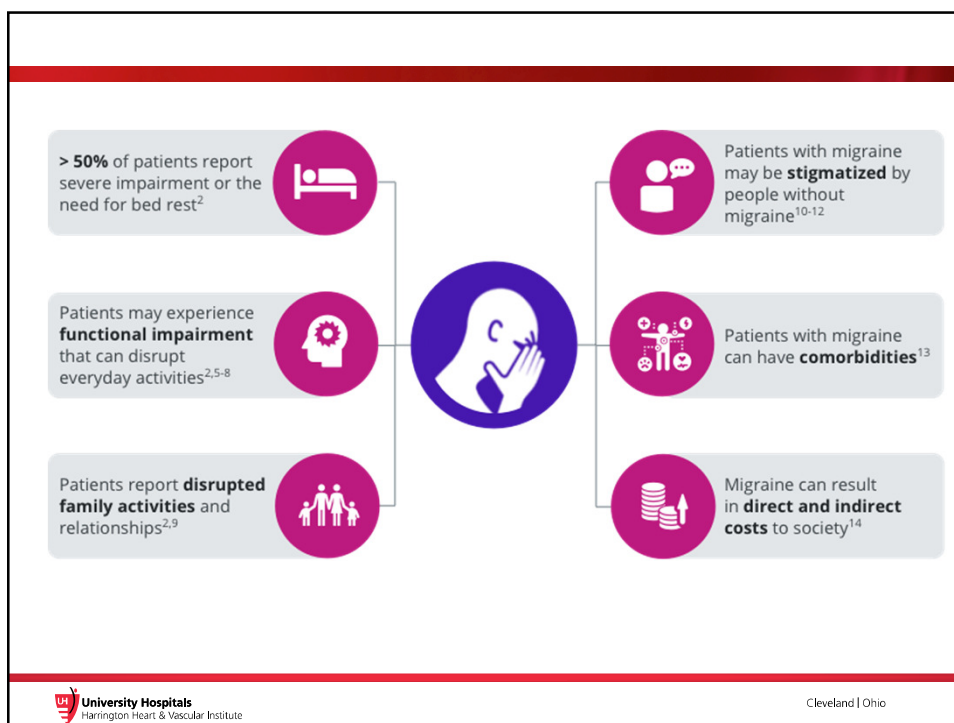 > 50% of patients report
severe impairment or the
need for bed rest2
Patients may experience
functional impairment
that can disrupt
everyday activities2,5-8
Patients report disrupted
family activities and
relationships2,9
Patients with migraine
may be stigmatized by
people without
migraine10-12
Patients with migraine
can have comorbidities13
Migraine can result
in direct and indirect
costs to society14
UH
University Hospitals
Harrington Heart & Vascular Institute
Cleveland | Ohio